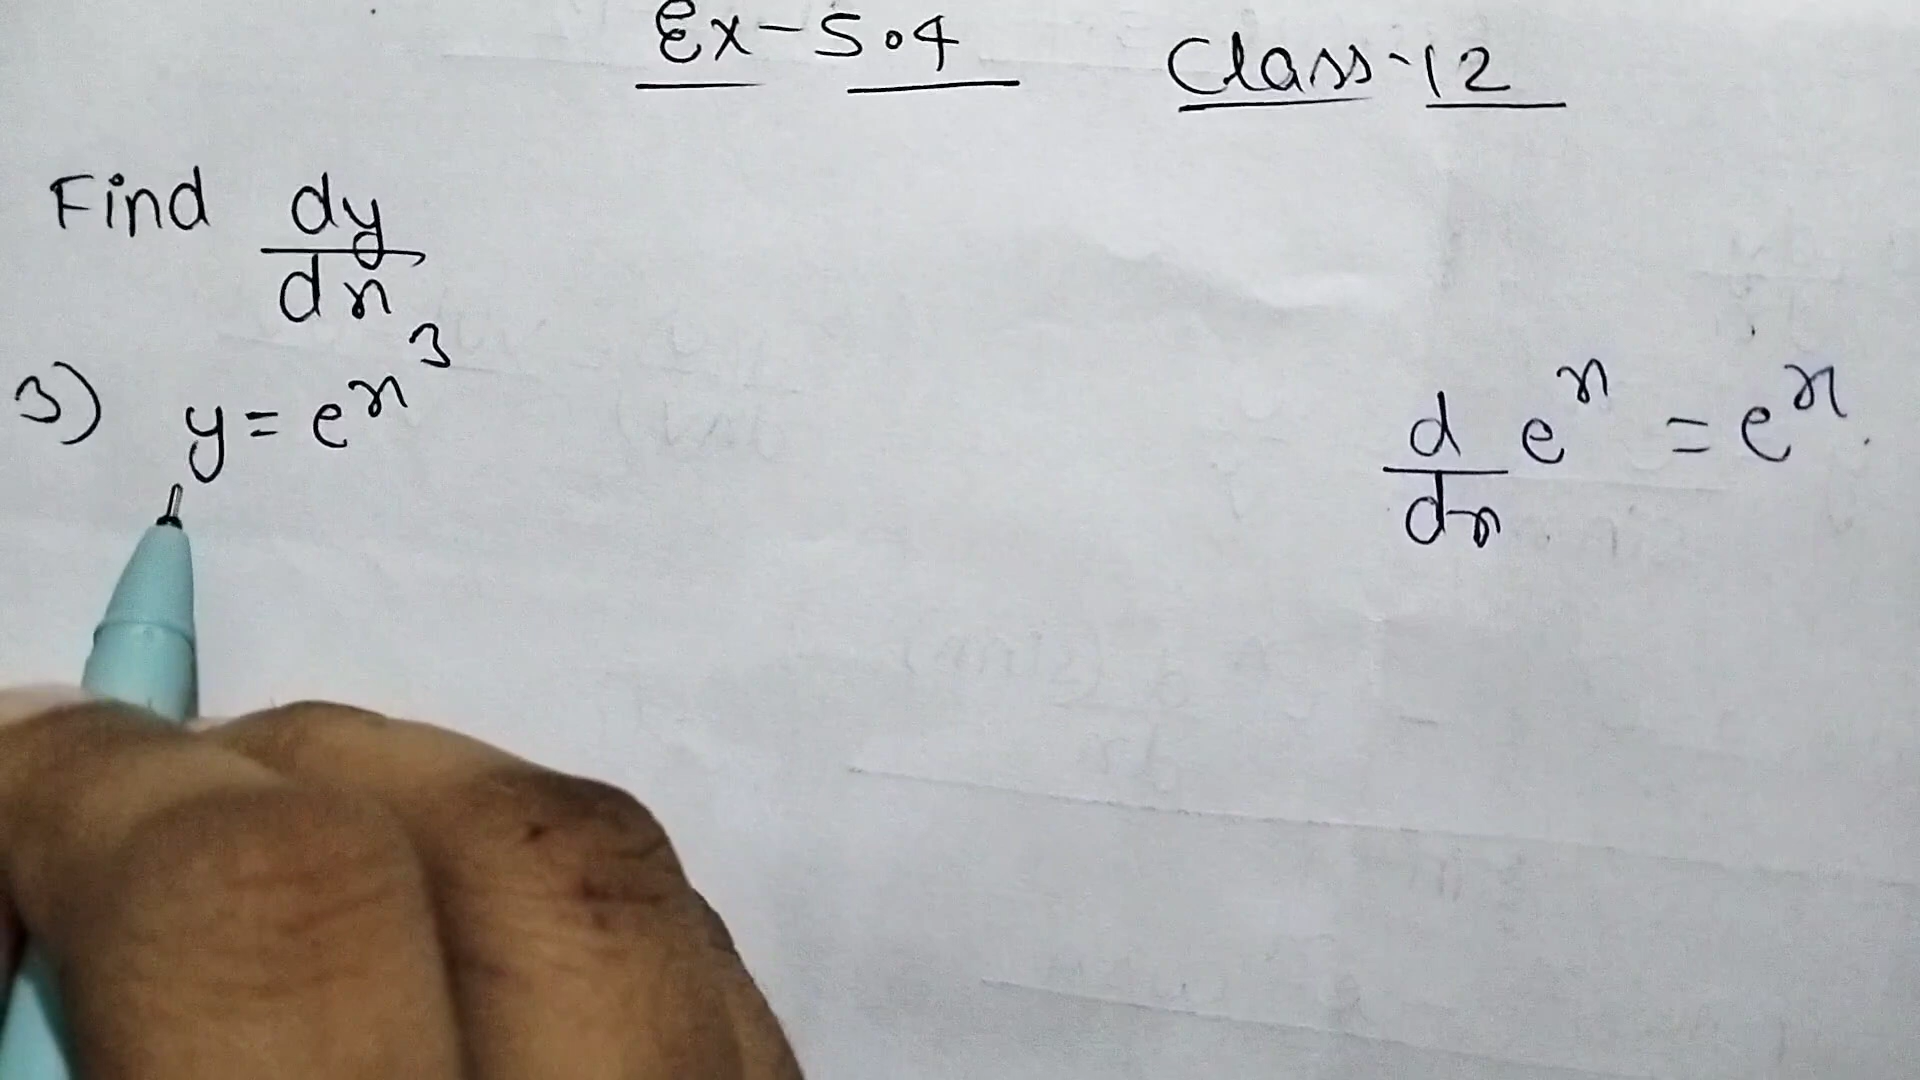 Ex-5.4 Class-12
Find dy/dx
3) y = e^x^3
d/dx e^x = e^x.